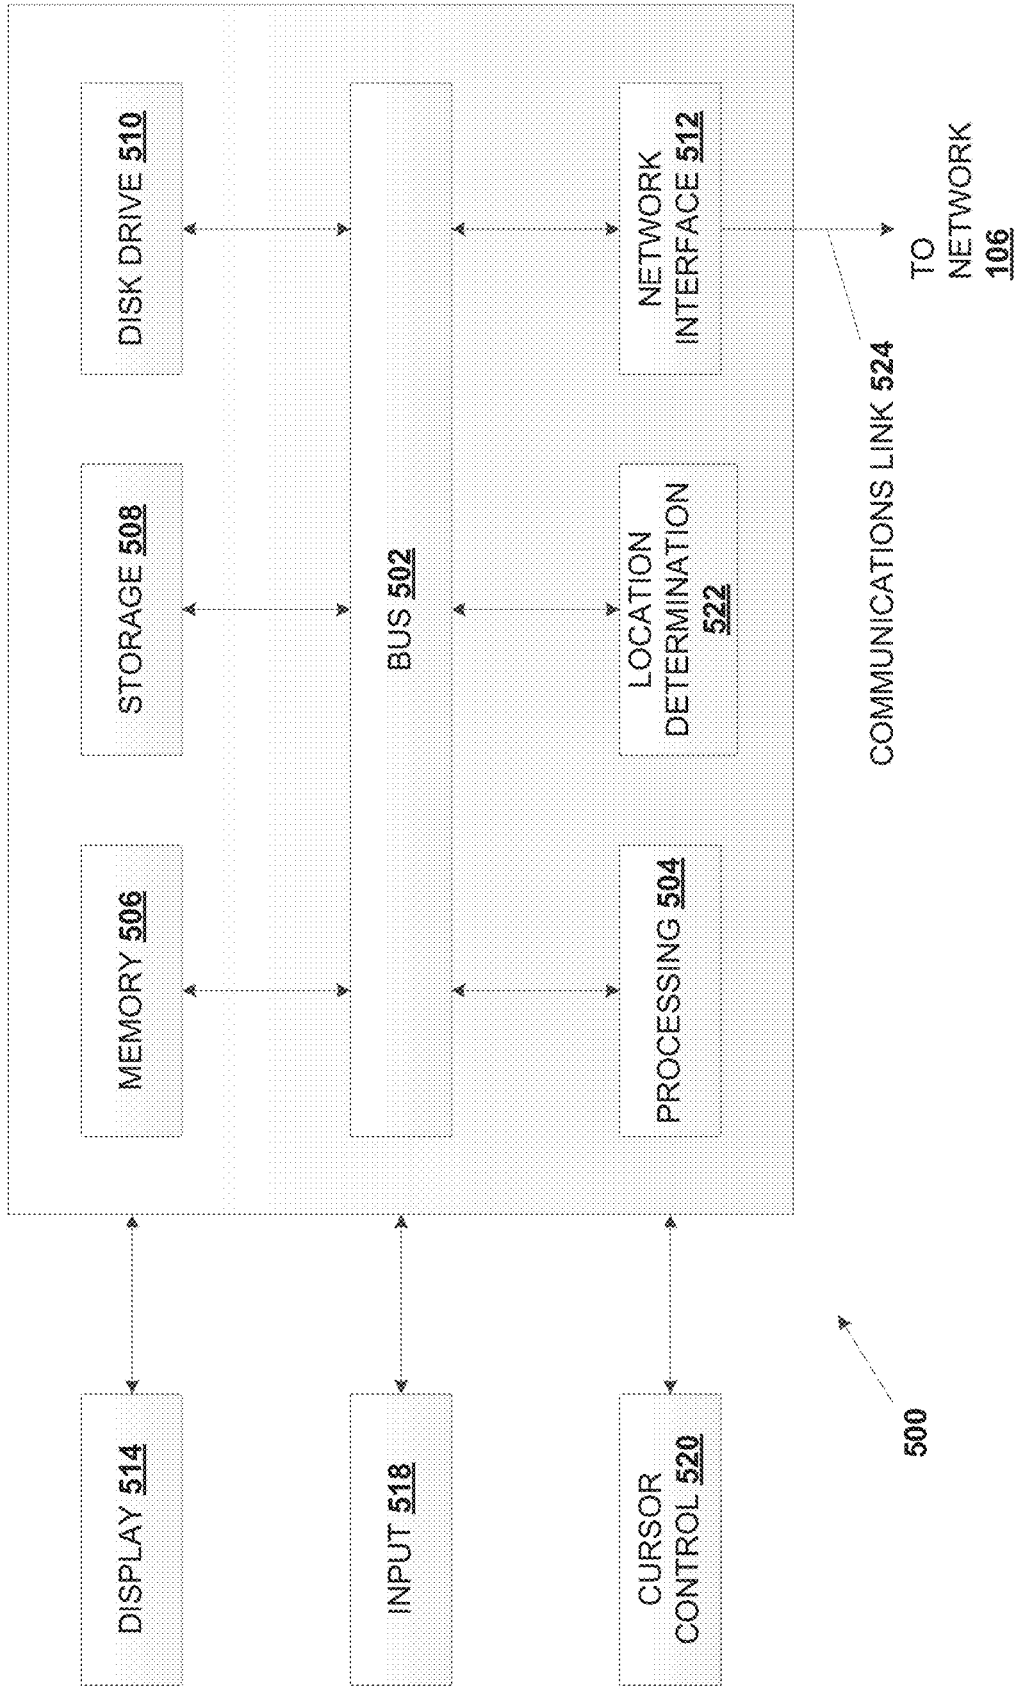 DISPLAY 514
MEMORY 506
STORAGE 508
DISK DRIVE 510
INPUT 518
BUS 502
CURSOR
CONTROL 520
PROCESSING 504
LOCATION
DETERMINATION
522
NETWORK
INTERFACE 512
COMMUNICATIONS LINK 524
TO
NETWORK
106
500